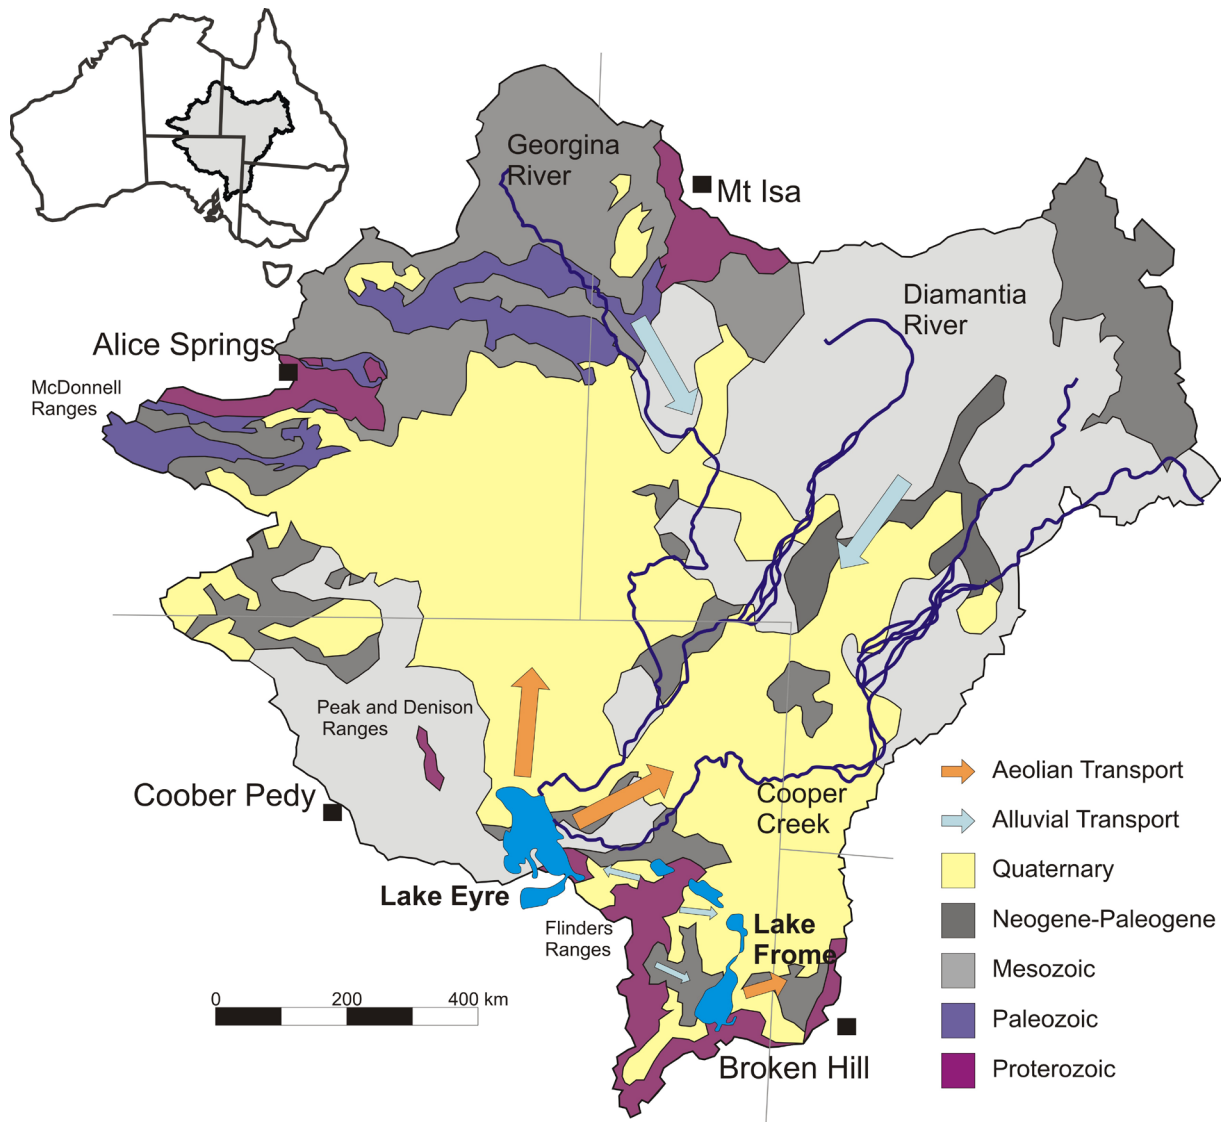 Georgina
River
Mt Isa
Diamantia
River
Alice Springs
McDonnell
Ranges
Peak and Denison
Ranges
Coober Pedy
Cooper
Creek
Lake Eyre
Flinders
Ranges
Lake
Frome
Broken Hill
0 200 400 km
Aeolian Transport
Alluvial Transport
Quaternary
Neogene-Paleogene
Mesozoic
Paleozoic
Proterozoic